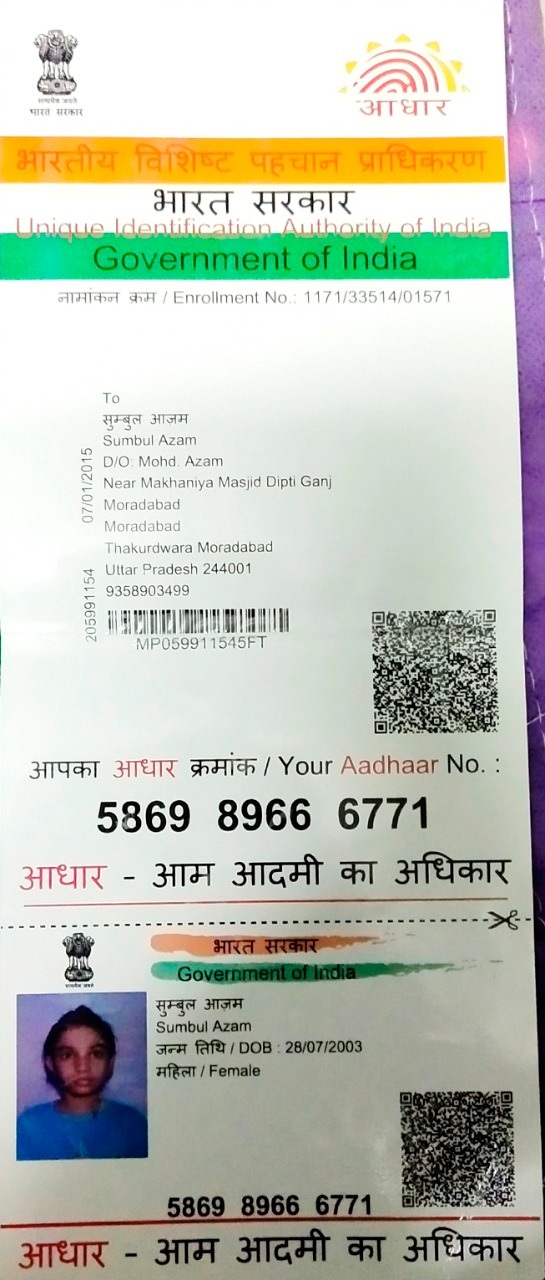 सत्यमेव जयते
भारत सरकार
आधार
भारतीय विशिष्ट पहचान प्राधिकरण
भारत सरकार
Unique Identification Authority of India
Government of India
नामांकन क्रम / Enrollment No.: 1171/33514/01571
To
सुम्बुल आज़म
Sumbul Azam
D/O: Mohd. Azam
Near Makhaniya Masjid Dipti Ganj
Moradabad
Moradabad
Thakurdwara Moradabad
Uttar Pradesh 244001
9358903499
07/01/2015
205991154
MP059911545FT
आपका आधार क्रमांक / Your Aadhaar No. :
5869 8966 6771
आधार - आम आदमी का अधिकार
सत्यमेव जयते
भारत सरकार
Government of India
सुम्बुल आज़म
Sumbul Azam
जन्म तिथि / DOB : 28/07/2003
महिला / Female
5869 8966 6771
आधार - आम आदमी का अधिकार